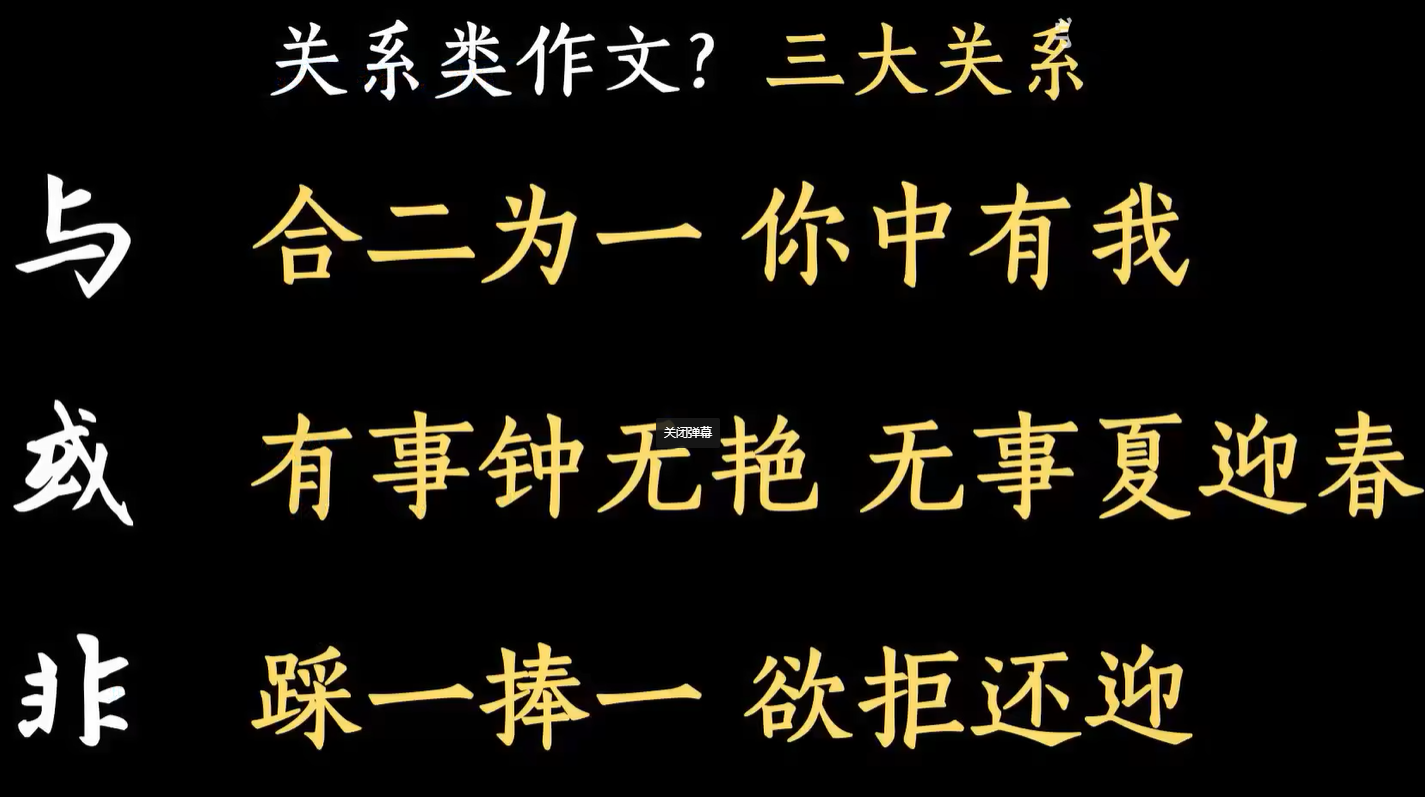 关系类作文? 三大关系
与 合二为一 你中有我
或 有事钟无艳 无事夏迎春
关闭弹幕
非 踩一捧一 欲拒还迎